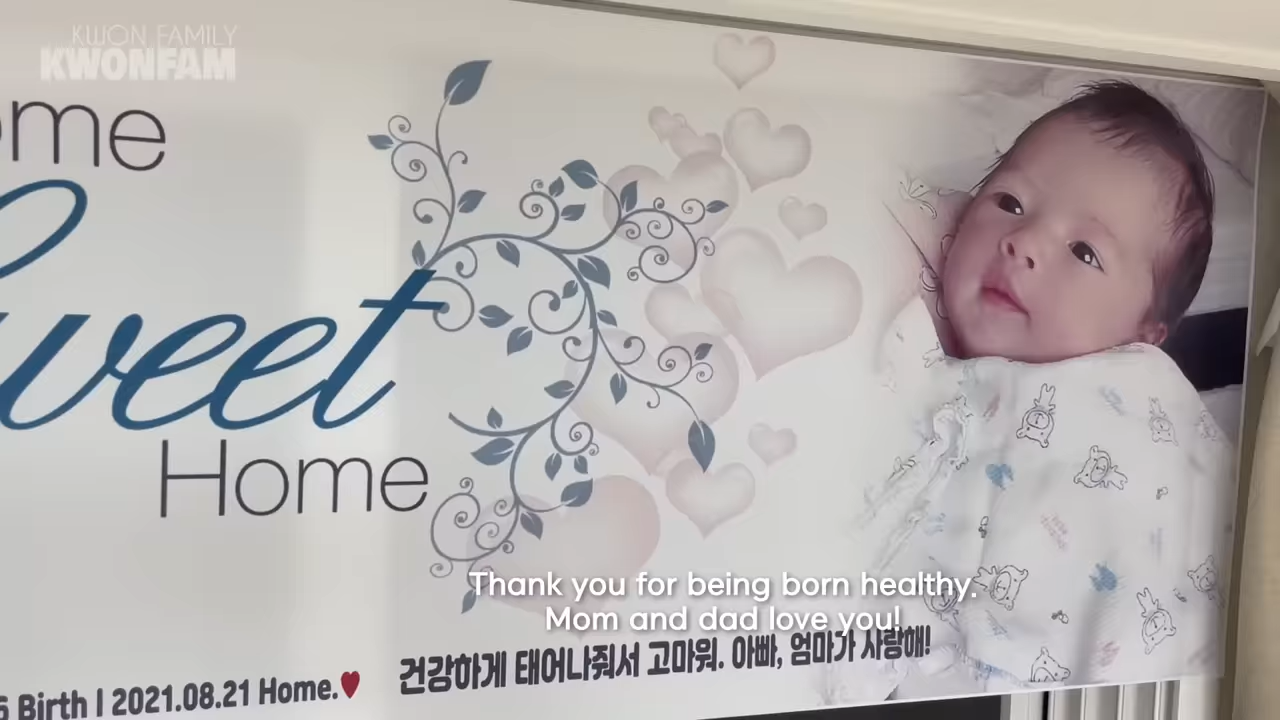 KWON FAMILY
KWONFAM
Home
Thank you for being born healthy.
Mom and dad love you!
건강하게 태어나줘서 고마워. 아빠, 엄마가 사랑해!
Birth | 2021.08.21 Home.